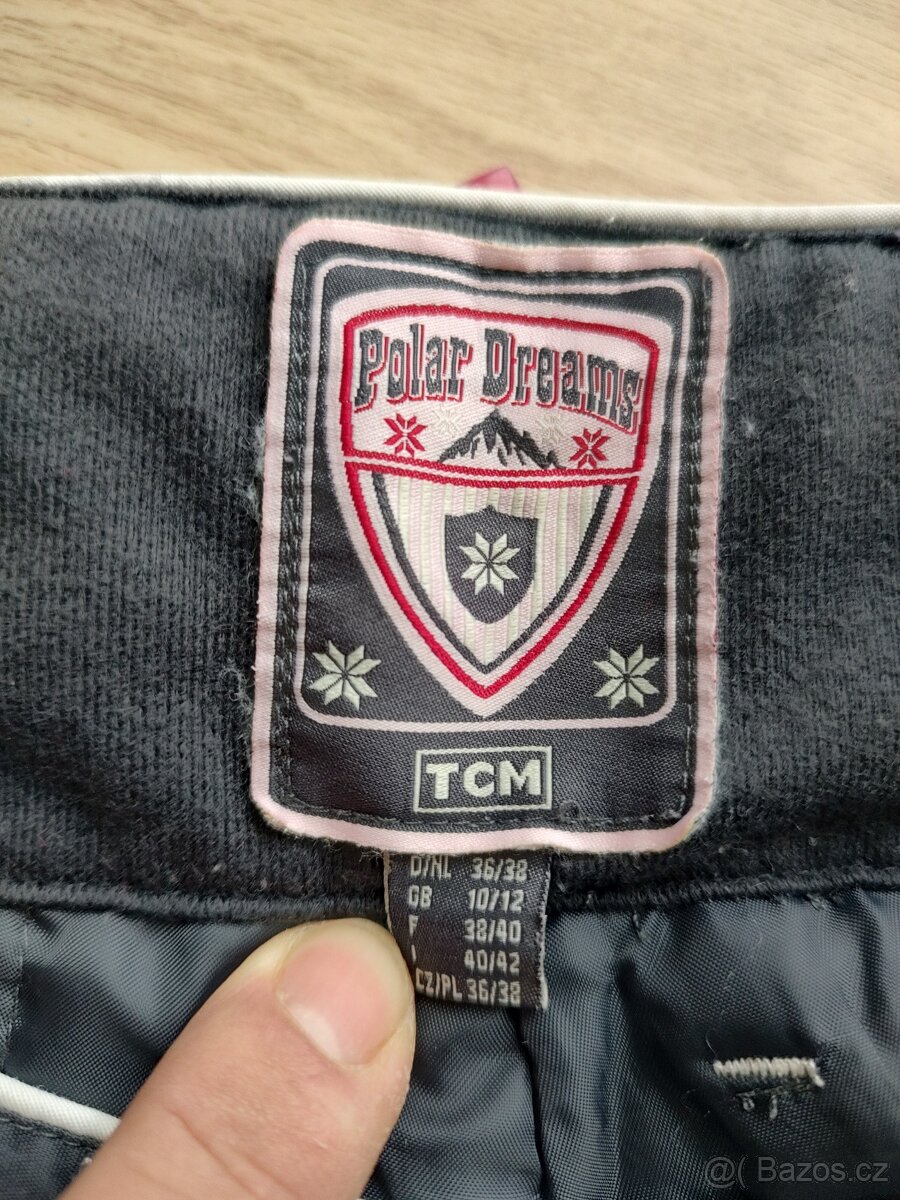 Polar Dreams
TCM
D/NL 36/38
GB 10/12
F 38/40
I 40/42
CZ/PL 36/38
@( Bazos.cz